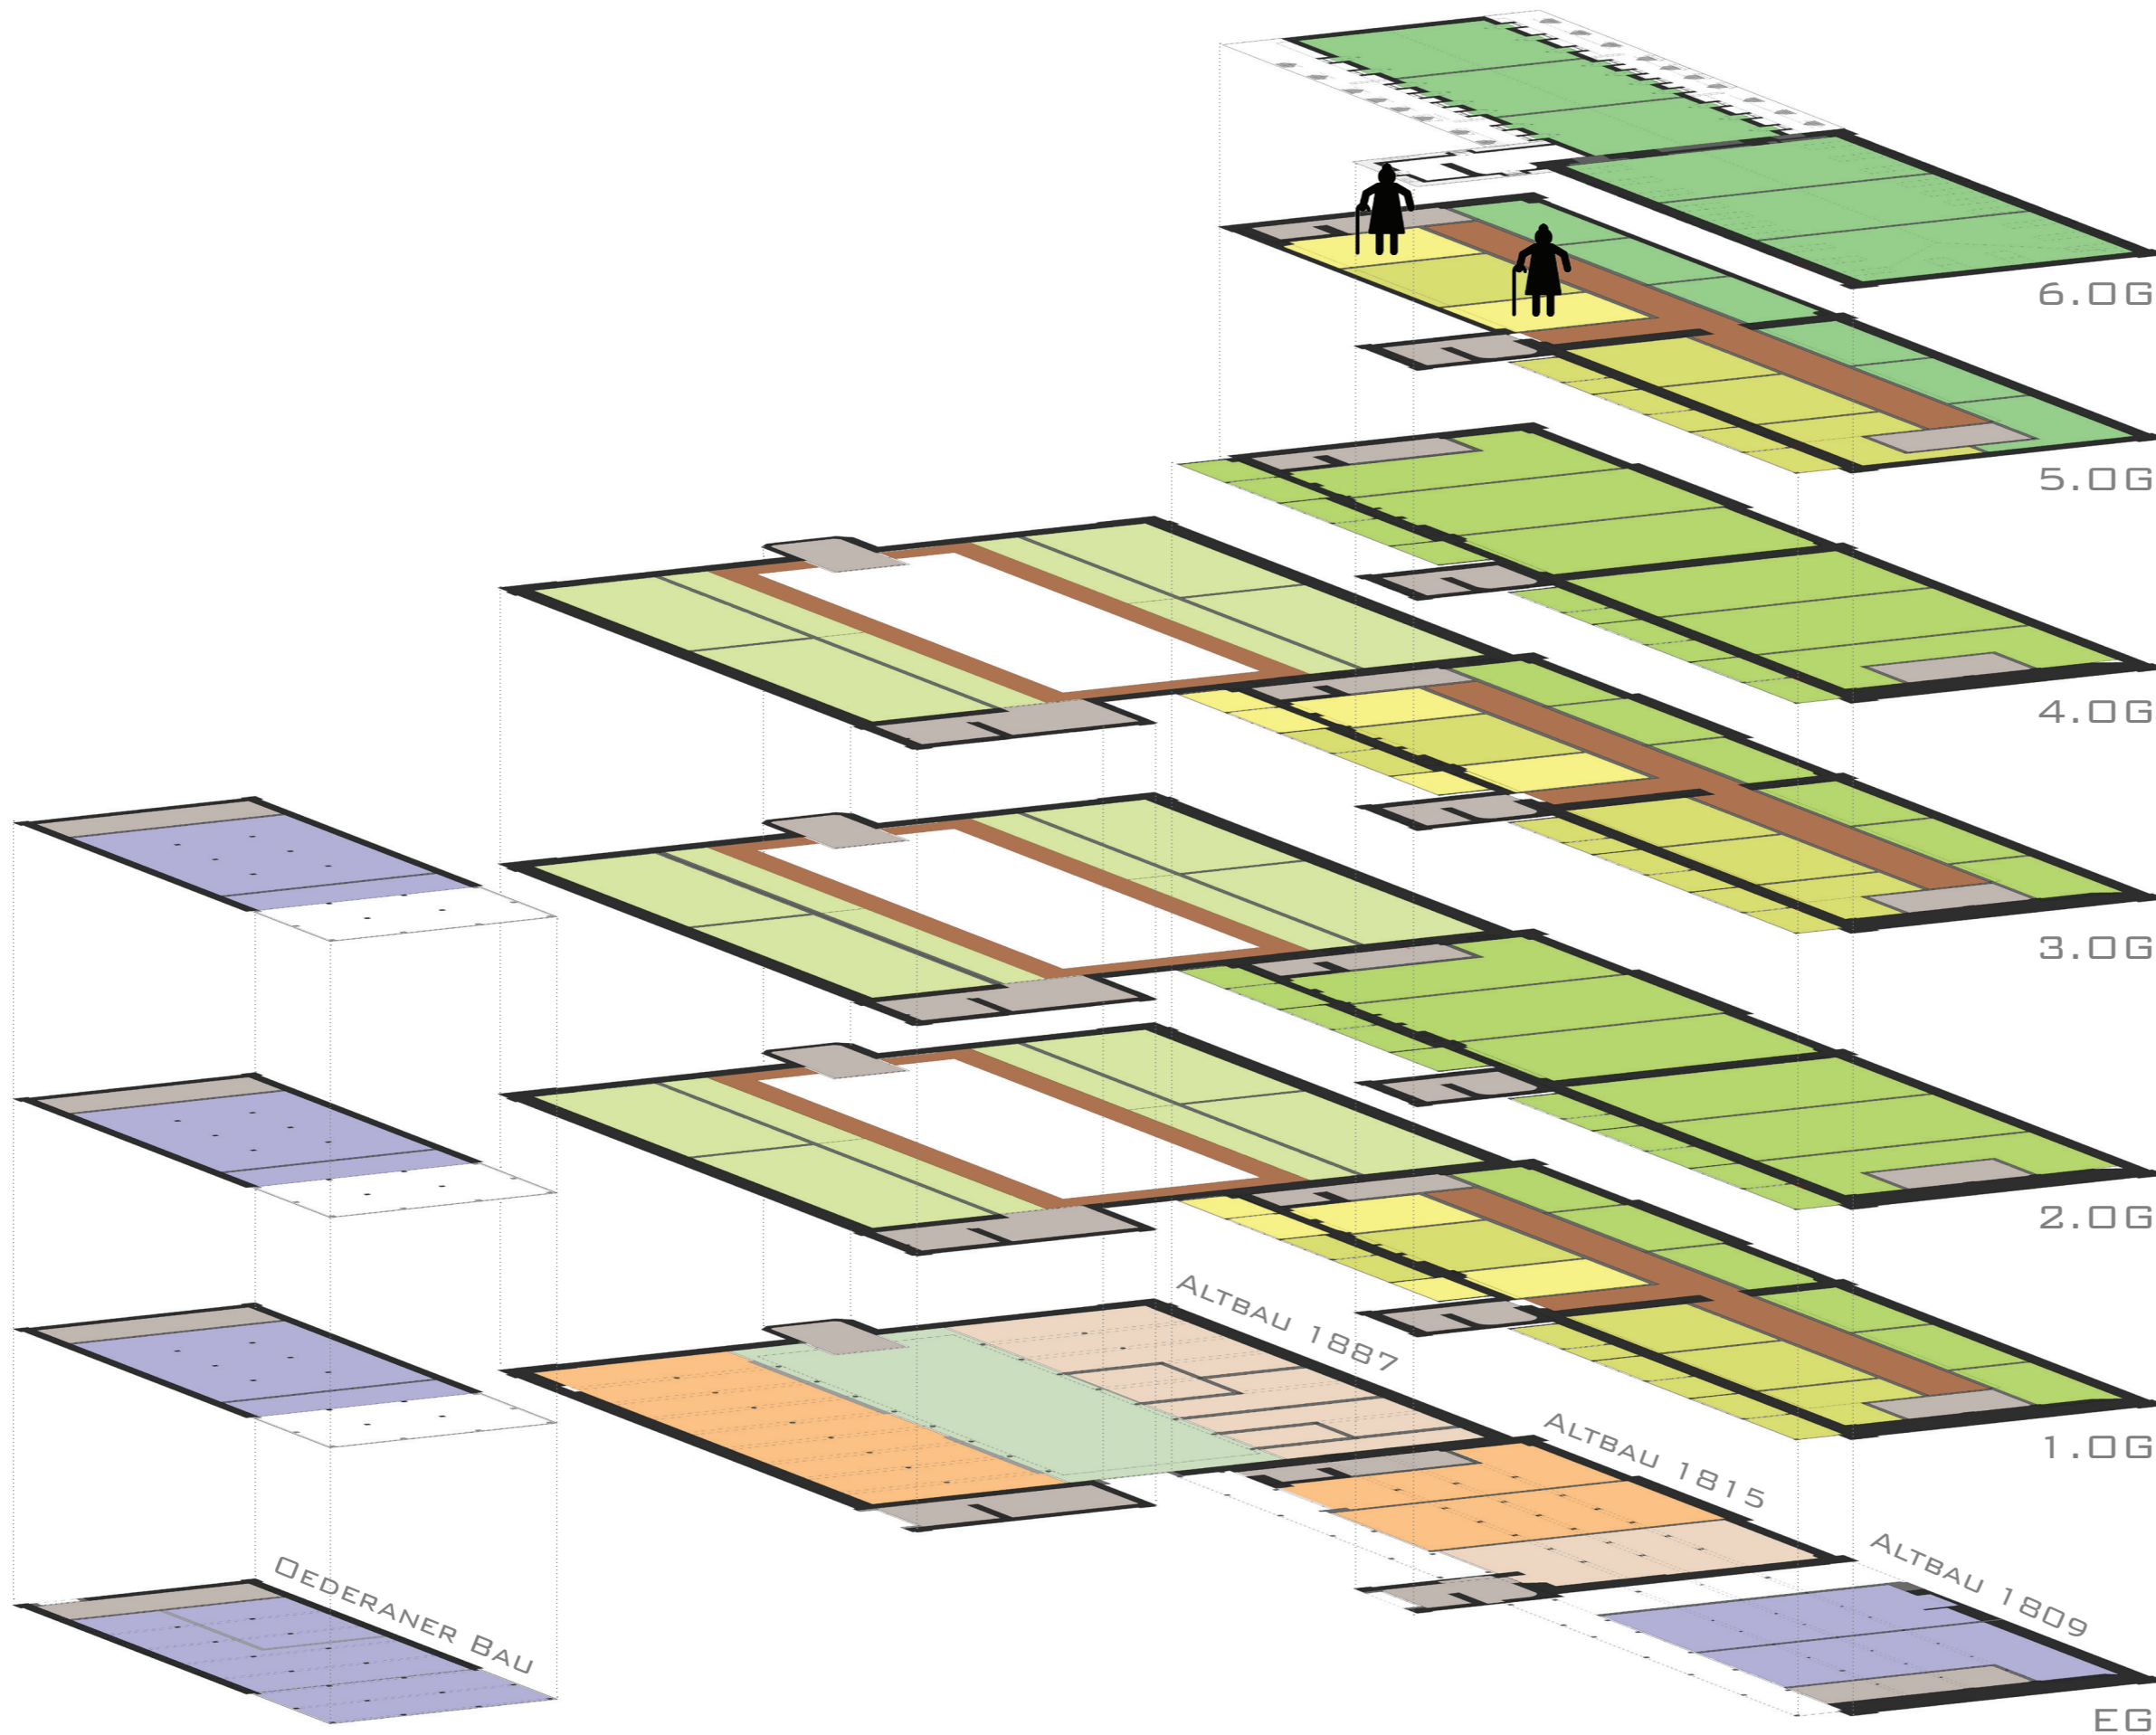 6.OG
5.OG
4.OG
3.OG
2.OG
1.OG
Altbau 1887
Altbau 1815
Altbau 1809
Oederaner Bau
EG